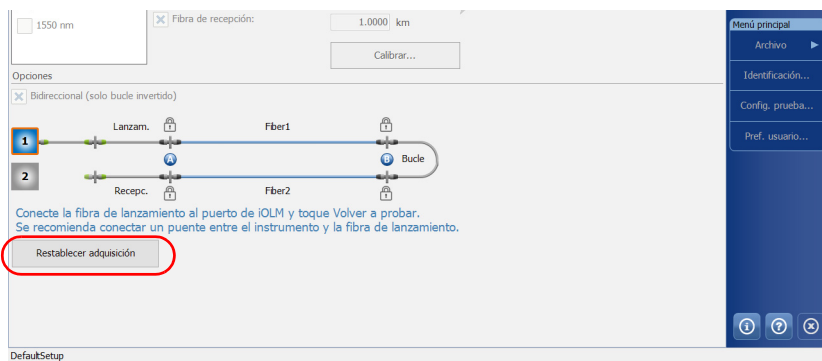 1550 nm
Fibra de recepción:
1.0000 km
Calibrar...
Opciones
Bidireccional (solo bucle invertido)
Lanzam.
Fiber1
1
A
B
Bucle
2
Recepc.
Fiber2
Conecte la fibra de lanzamiento al puerto de iOLM y toque Volver a probar.
Se recomienda conectar un puente entre el instrumento y la fibra de lanzamiento.
Restablecer adquisición
DefaultSetup
Menú principal
Archivo
Identificación...
Config. prueba...
Pref. usuario...